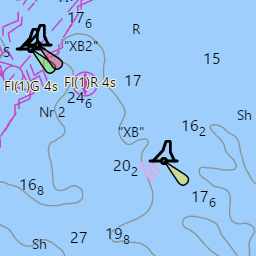 17₆
R
"XB2"
15
s
Fl(1)G 4s
Fl(1)R 4s
17
24₆
Nr 2
"XB"
16₂
Sh
20₂
16₈
17₆
27
19₈
Sh